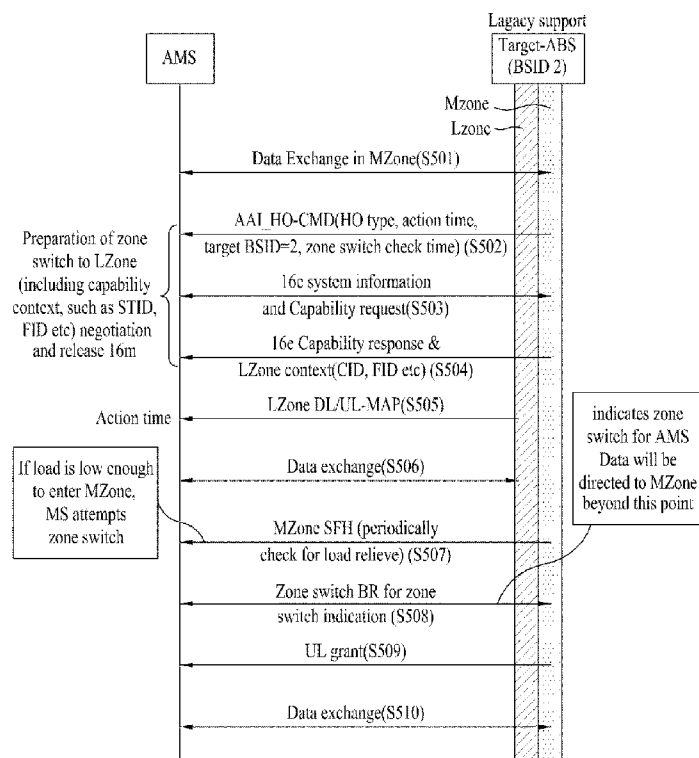 Lagacy support
AMS
Target-ABS
(BSID 2)
Mzone
Lzone
Data Exchange in MZone(S501)
Preparation of zone
switch to LZone
(including capability
context, such as STID,
FID etc) negotiation
and release 16m
AAI_HO-CMD(HO type, action time,
target BSID=2, zone switch check time) (S502)
16e system information
and Capability request(S503)
16e Capability response &
LZone context(CID, FID etc) (S504)
Action time
LZone DL/UL-MAP(S505)
indicates zone
switch for AMS
Data will be
directed to MZone
beyond this point
If load is low enough
to enter MZone,
MS attempts
zone switch
Data exchange(S506)
MZone SFH (periodically
check for load relieve) (S507)
Zone switch BR for zone
switch indication (S508)
UL grant(S509)
Data exchange(S510)